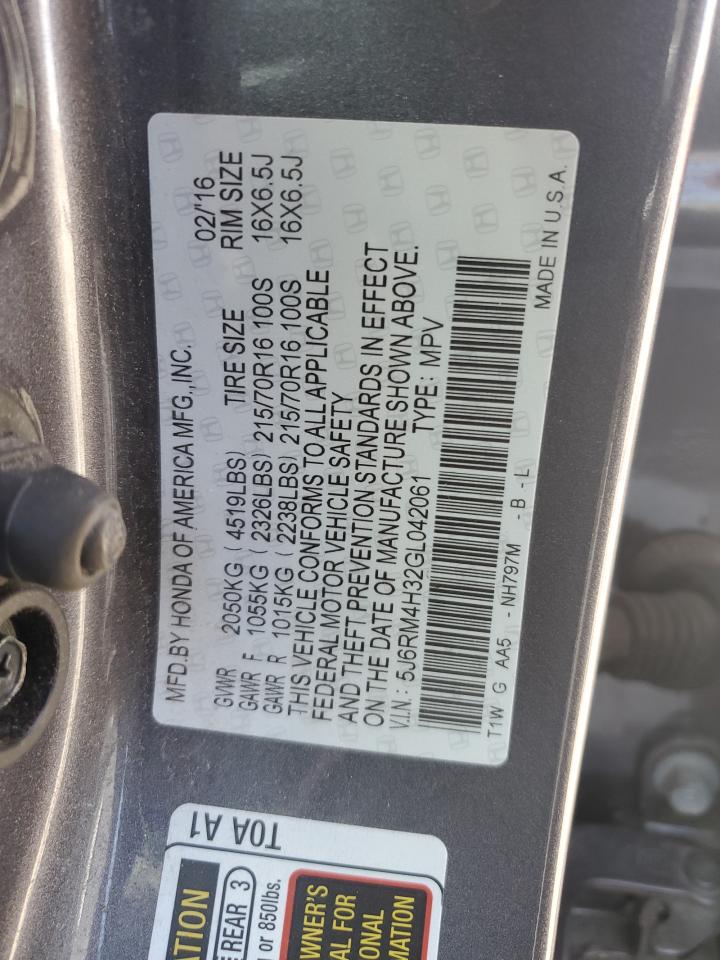 MFD.BY HONDA OF AMERICA MFG.,INC. 02/'16
GVWR 2050KG ( 4519LBS) TIRE SIZE RIM SIZE
GAWR F 1055KG ( 2326LBS) 215/70R16 100S 16X6.5J
GAWR R 1015KG ( 2238LBS) 215/70R16 100S 16X6.5J
THIS VEHICLE CONFORMS TO ALL APPLICABLE
FEDERAL MOTOR VEHICLE SAFETY
AND THEFT PREVENTION STANDARDS IN EFFECT
ON THE DATE OF MANUFACTURE SHOWN ABOVE.
V.I.N.: 5J6RM4H32GL042061 TYPE: MPV
T1W G AA5 - NH797M - B - L
MADE IN U.S.A.
T0A A1
ATION
REAR 3
or 850lbs.
WNER'S
AL FOR
IONAL
MATION